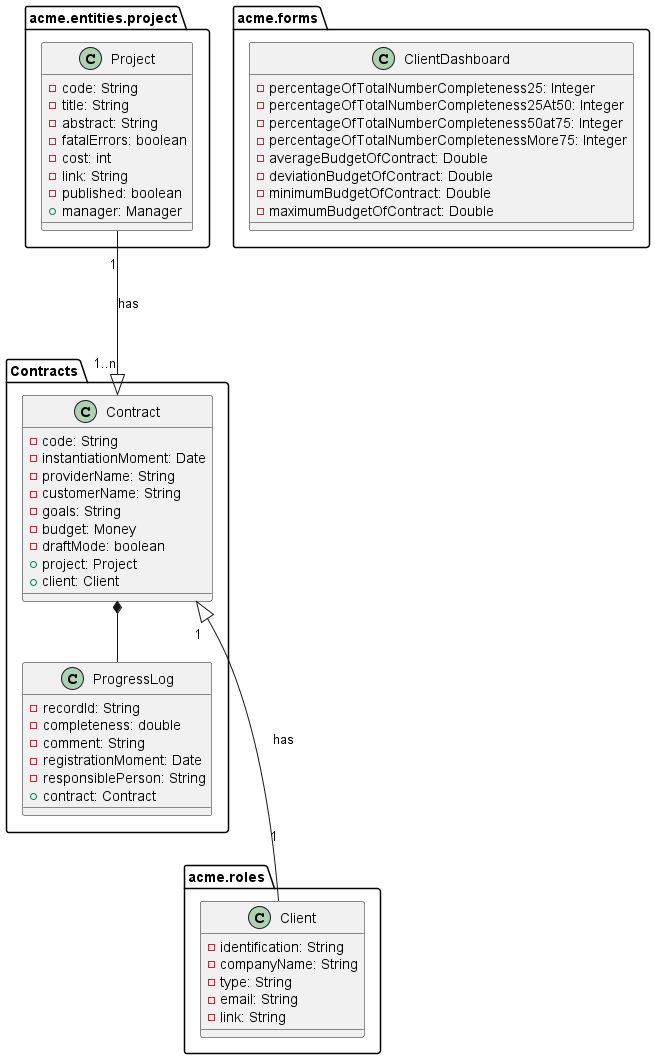 acme.entities.project
C Project
code: String
title: String
abstract: String
fatalErrors: boolean
cost: int
link: String
published: boolean
manager: Manager
acme.forms
C ClientDashboard
percentageOfTotalNumberCompleteness25: Integer
percentageOfTotalNumberCompleteness25At50: Integer
percentageOfTotalNumberCompleteness50at75: Integer
percentageOfTotalNumberCompletenessMore75: Integer
averageBudgetOfContract: Double
deviationBudgetOfContract: Double
minimumBudgetOfContract: Double
maximumBudgetOfContract: Double
1
has
1..n
Contracts
C Contract
code: String
instantiationMoment: Date
providerName: String
customerName: String
goals: String
budget: Money
draftMode: boolean
project: Project
client: Client
1
has
1
C ProgressLog
recordId: String
completeness: double
comment: String
registrationMoment: Date
responsiblePerson: String
contract: Contract
acme.roles
C Client
identification: String
companyName: String
type: String
email: String
link: String